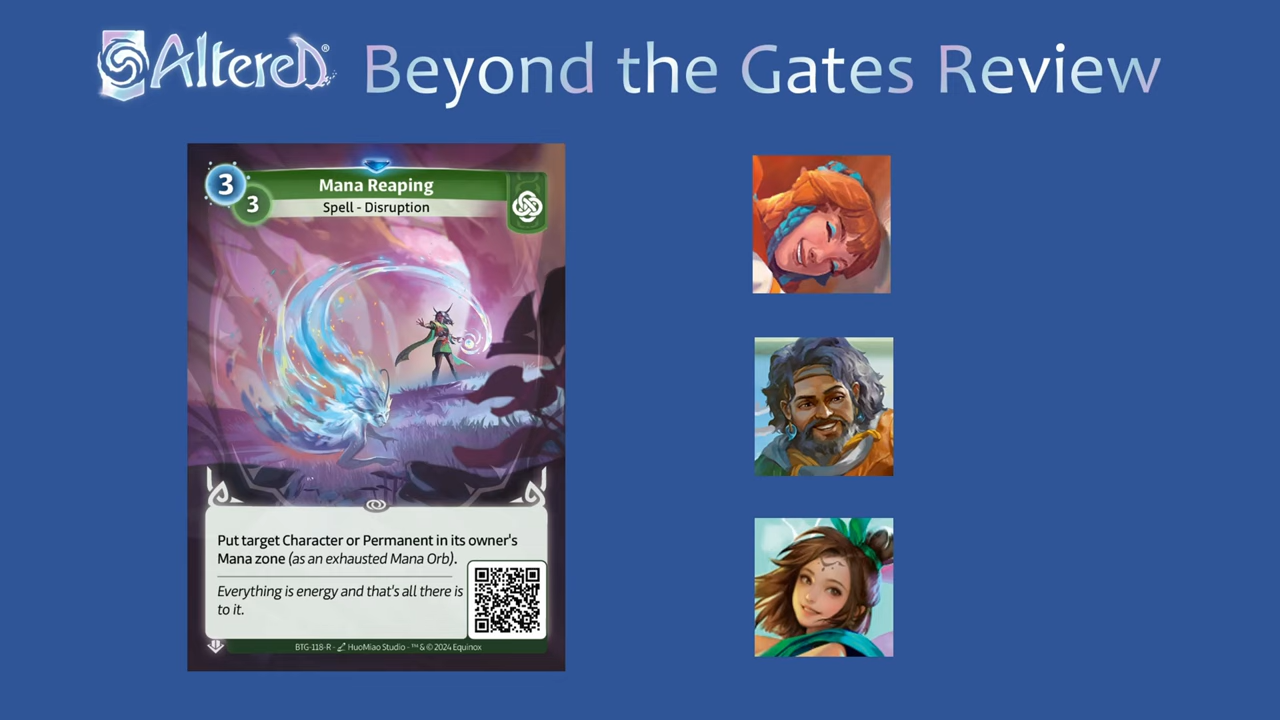 Altered® Beyond the Gates Review
3
Mana Reaping
3
Spell - Disruption
Put target Character or Permanent in its owner's
Mana zone (as an exhausted Mana Orb).
Everything is energy and that's all there is
to it.
BTG-118-R - HuoMiao Studio - ™ & © 2024 Equinox